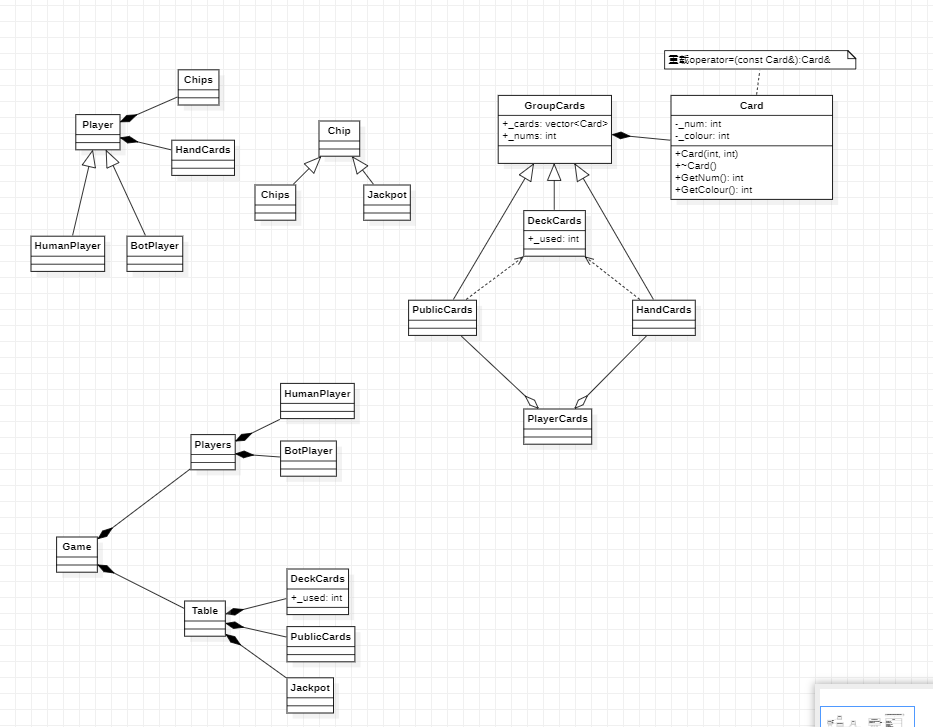 Chips
Player
HandCards
HumanPlayer
BotPlayer
Chip
Chips
Jackpot
重载operator=(const Card&):Card&
GroupCards
+_cards: vector<Card>
+_nums: int
Card
-_num: int
-_colour: int
+Card(int, int)
+~Card()
+GetNum(): int
+GetColour(): int
DeckCards
+_used: int
PublicCards
HandCards
PlayerCards
HumanPlayer
Players
BotPlayer
Game
DeckCards
+_used: int
Table
PublicCards
Jackpot